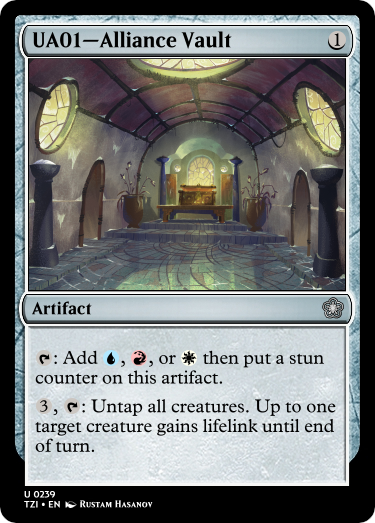 UA01—Alliance Vault 1
Artifact
: Add , , or then put a stun
counter on this artifact.
3 , : Untap all creatures. Up to one
target creature gains lifelink until end
of turn.
U 0239
TZI • EN Rustam Hasanov